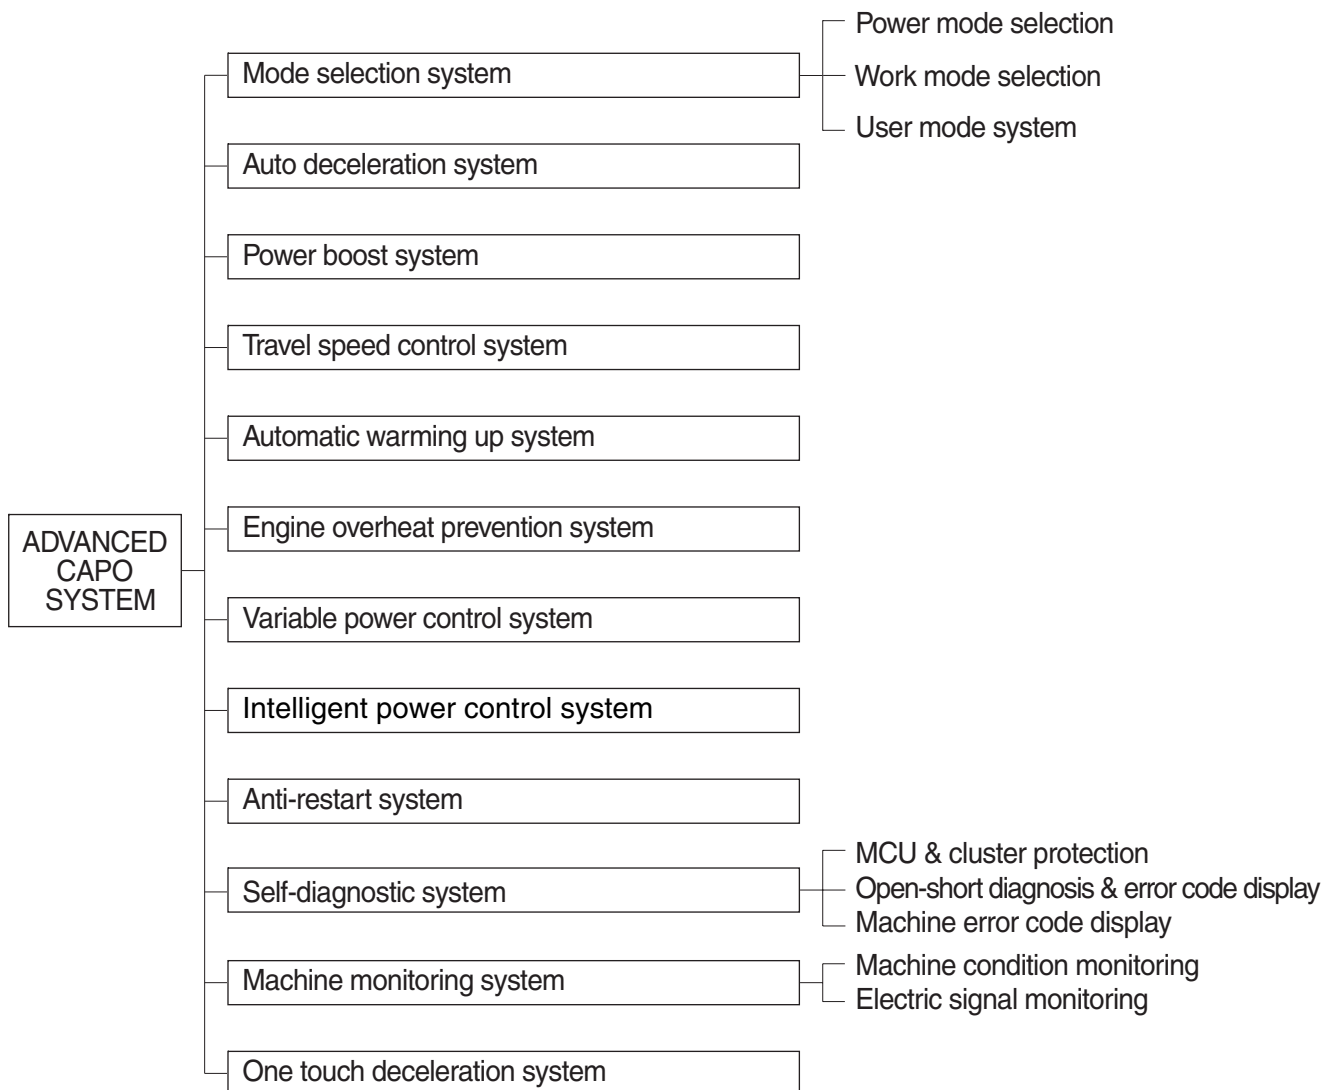 Power mode selection
Mode selection system
Work mode selection
User mode system
Auto deceleration system
Power boost system
Travel speed control system
Automatic warming up system
Engine overheat prevention system
ADVANCED
CAPO
SYSTEM
Variable power control system
Intelligent power control system
Anti-restart system
MCU & cluster protection
Self-diagnostic system
Open-short diagnosis & error code display
Machine error code display
Machine condition monitoring
Machine monitoring system
Electric signal monitoring
One touch deceleration system